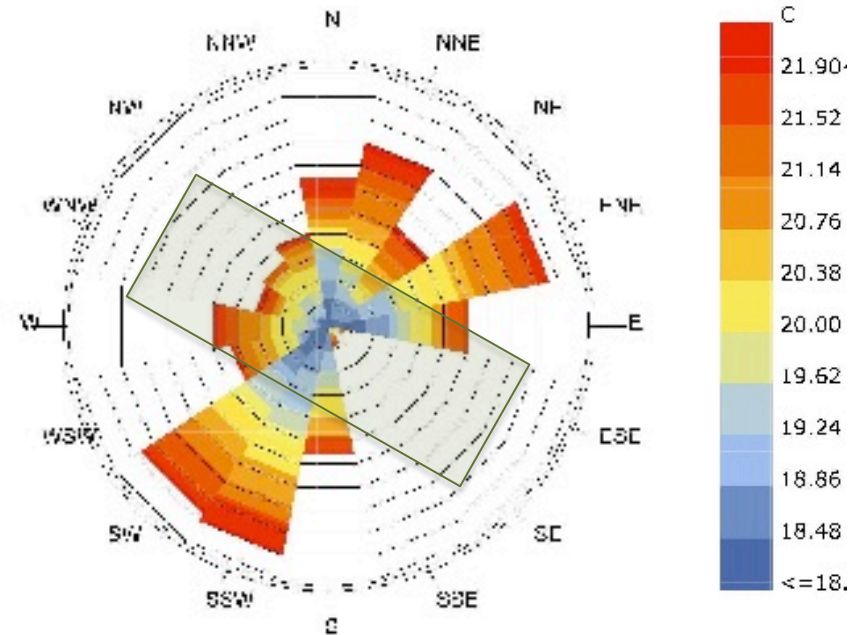 N
NNW
NNE
NW
NE
WNW
ENE
W
E
WSW
ESE
SW
SE
SSW
SSE
S
C
21.90<
21.52
21.14
20.76
20.38
20.00
19.62
19.24
18.86
18.48
<=18.